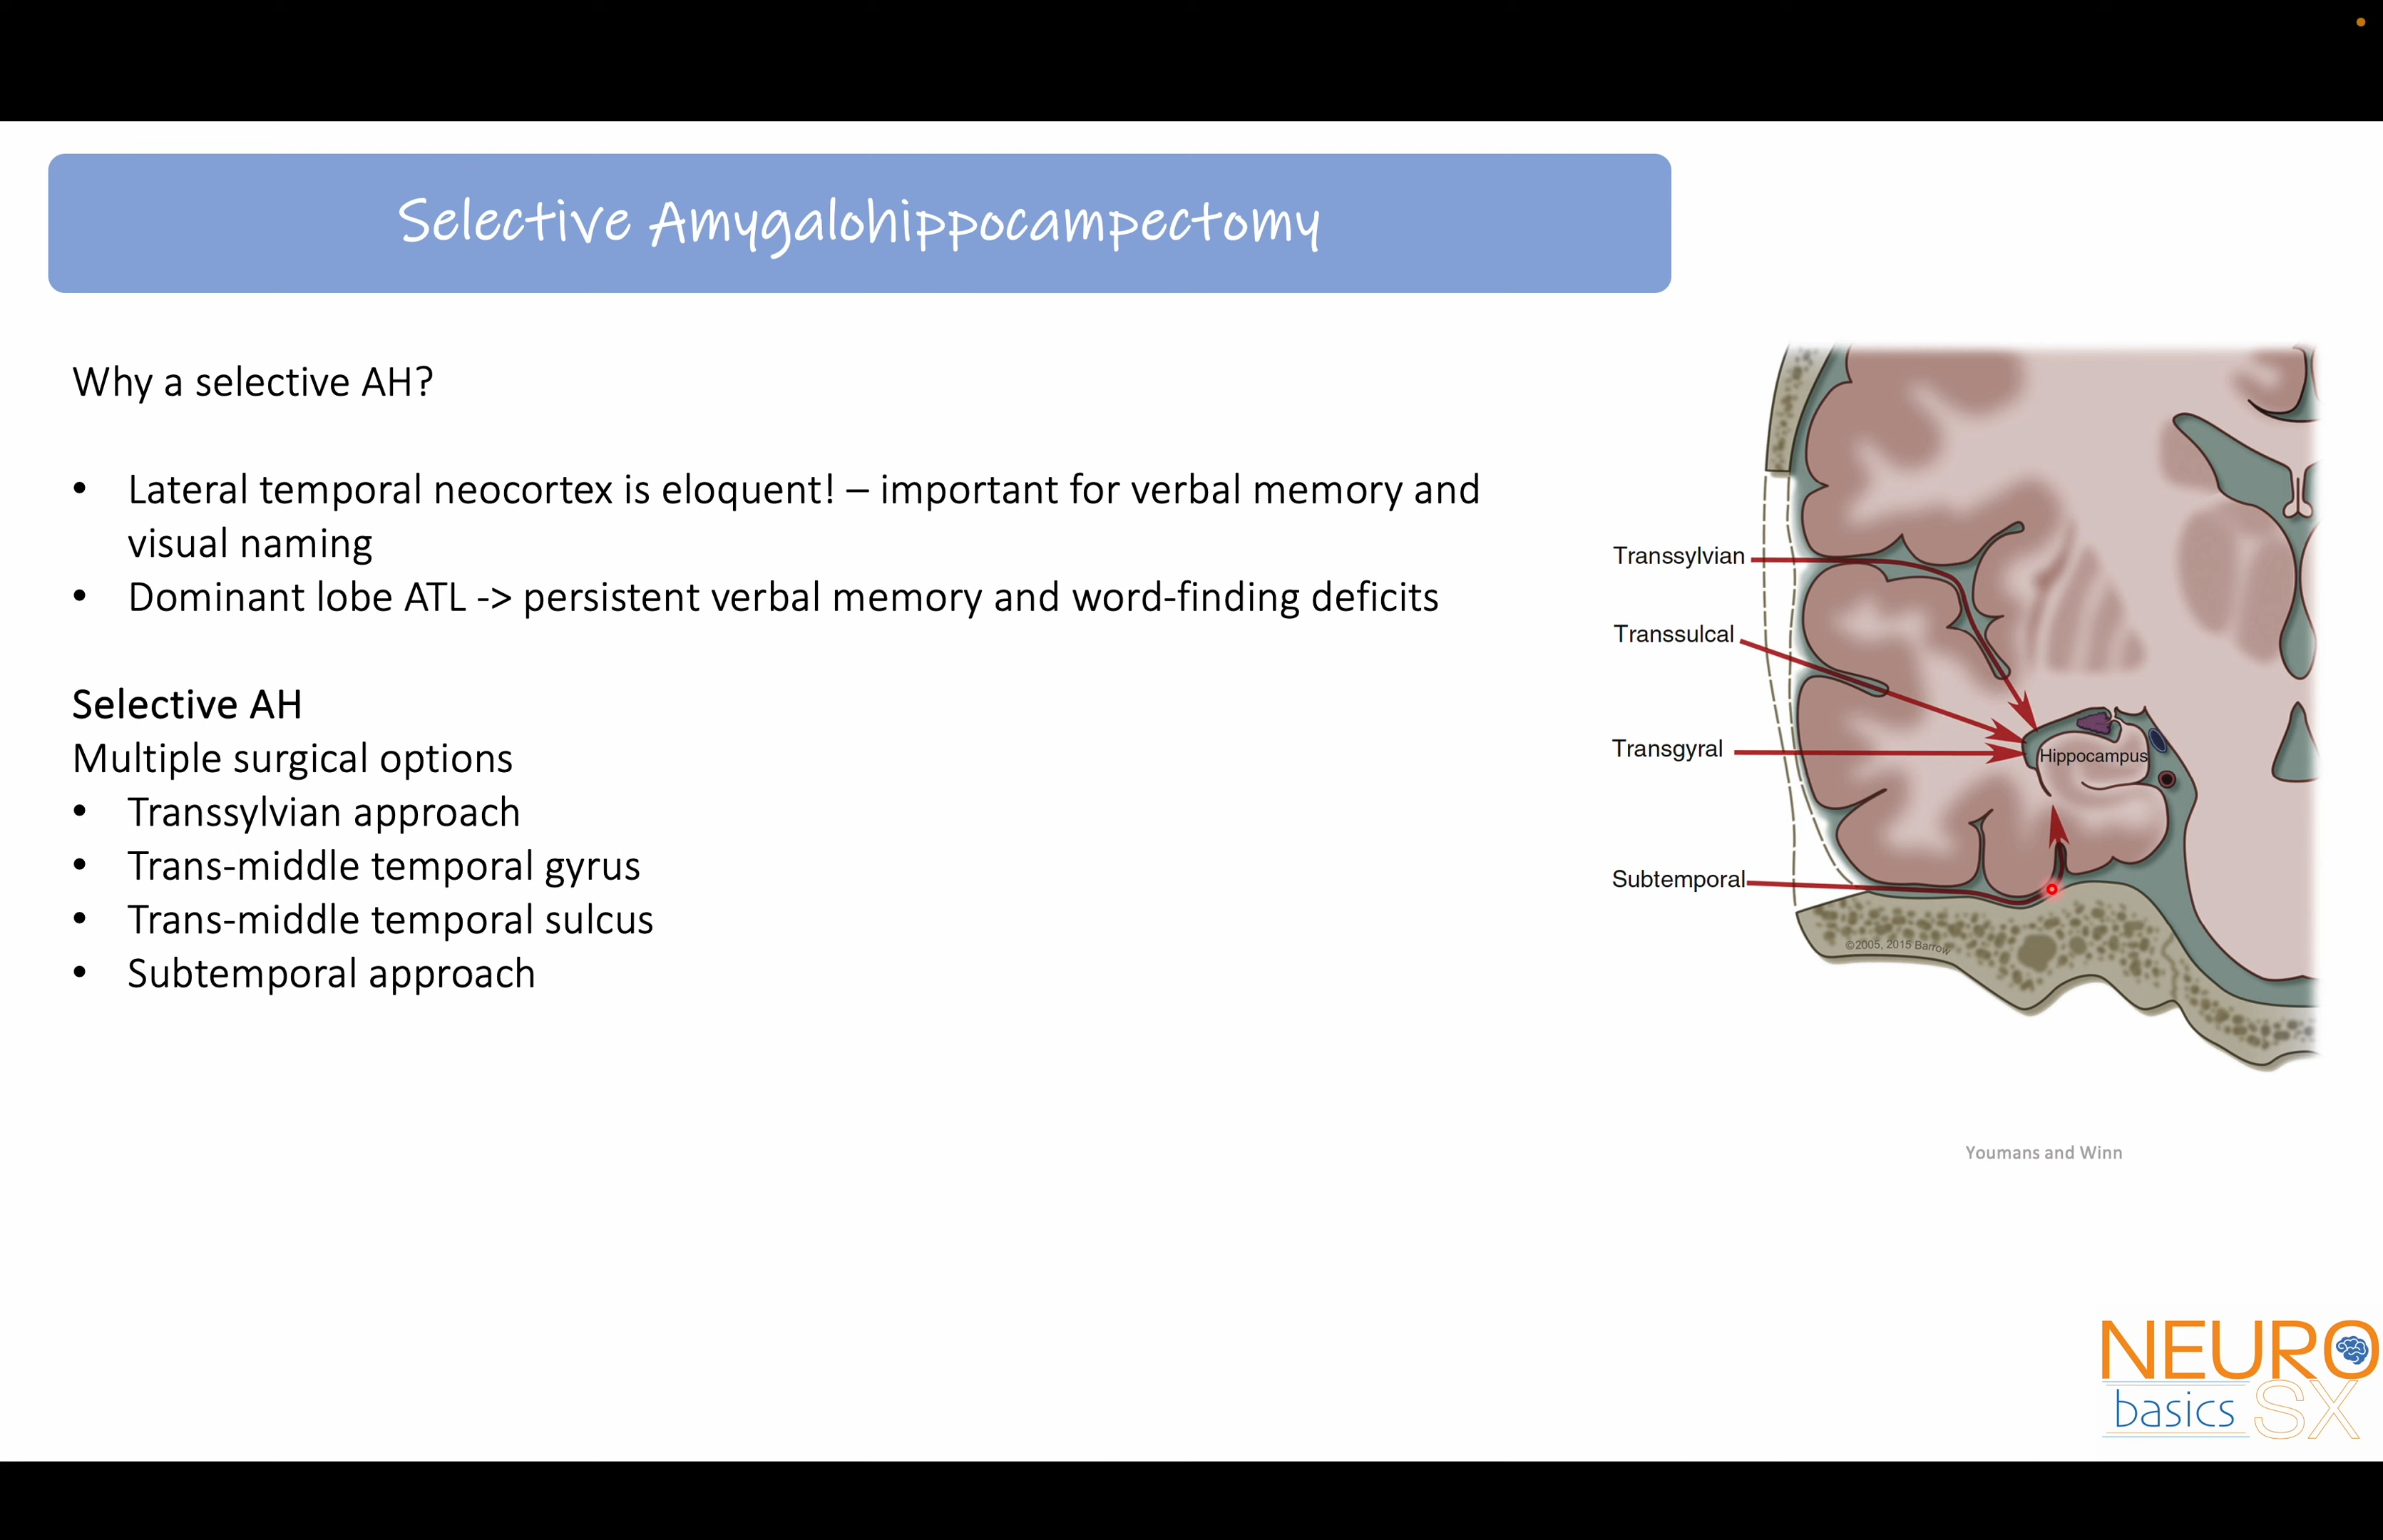 Selective Amygalohippocampectomy
Why a selective AH?
• Lateral temporal neocortex is eloquent! – important for verbal memory and
visual naming
• Dominant lobe ATL -> persistent verbal memory and word-finding deficits
Selective AH
Multiple surgical options
• Transsylvian approach
• Trans-middle temporal gyrus
• Trans-middle temporal sulcus
• Subtemporal approach
Transsylvian
Transsulcal
Transgyral
Hippocampus
Subtemporal
©2005, 2015 Barrow
Youmans and Winn
NEURO
basics SX